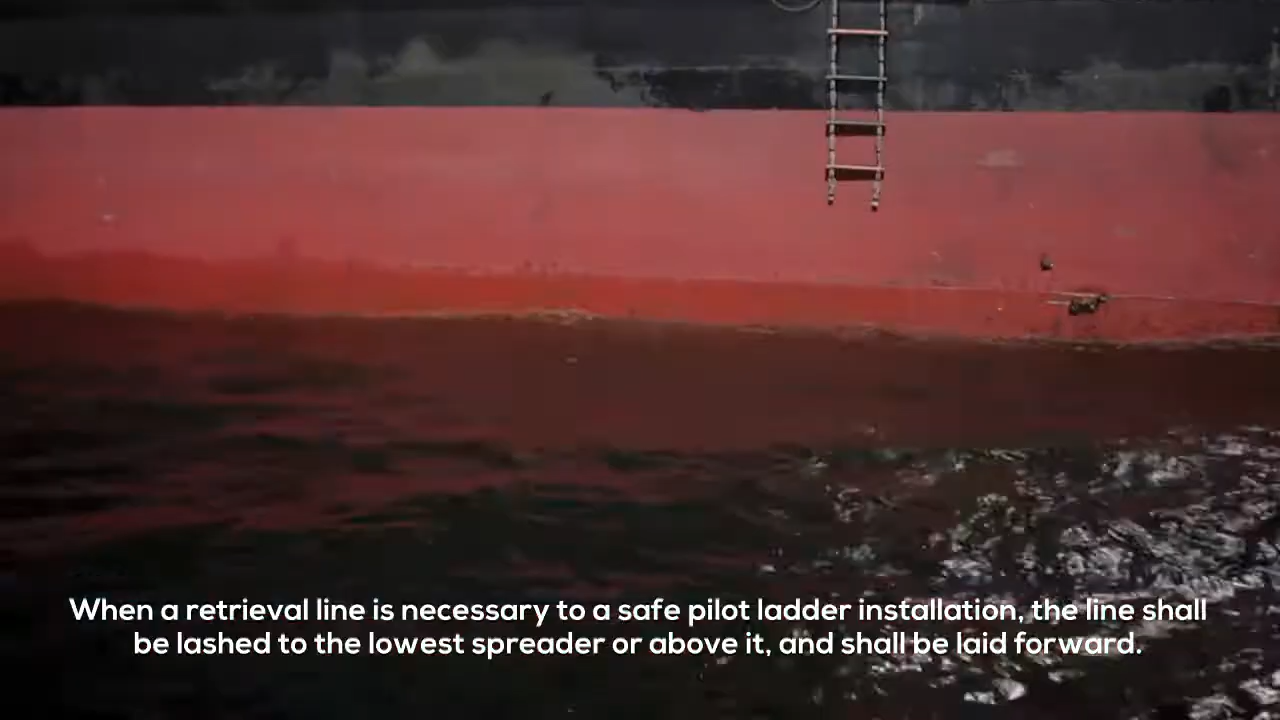 When a retrieval line is necessary to a safe pilot ladder installation, the line shall
be lashed to the lowest spreader or above it, and shall be laid forward.